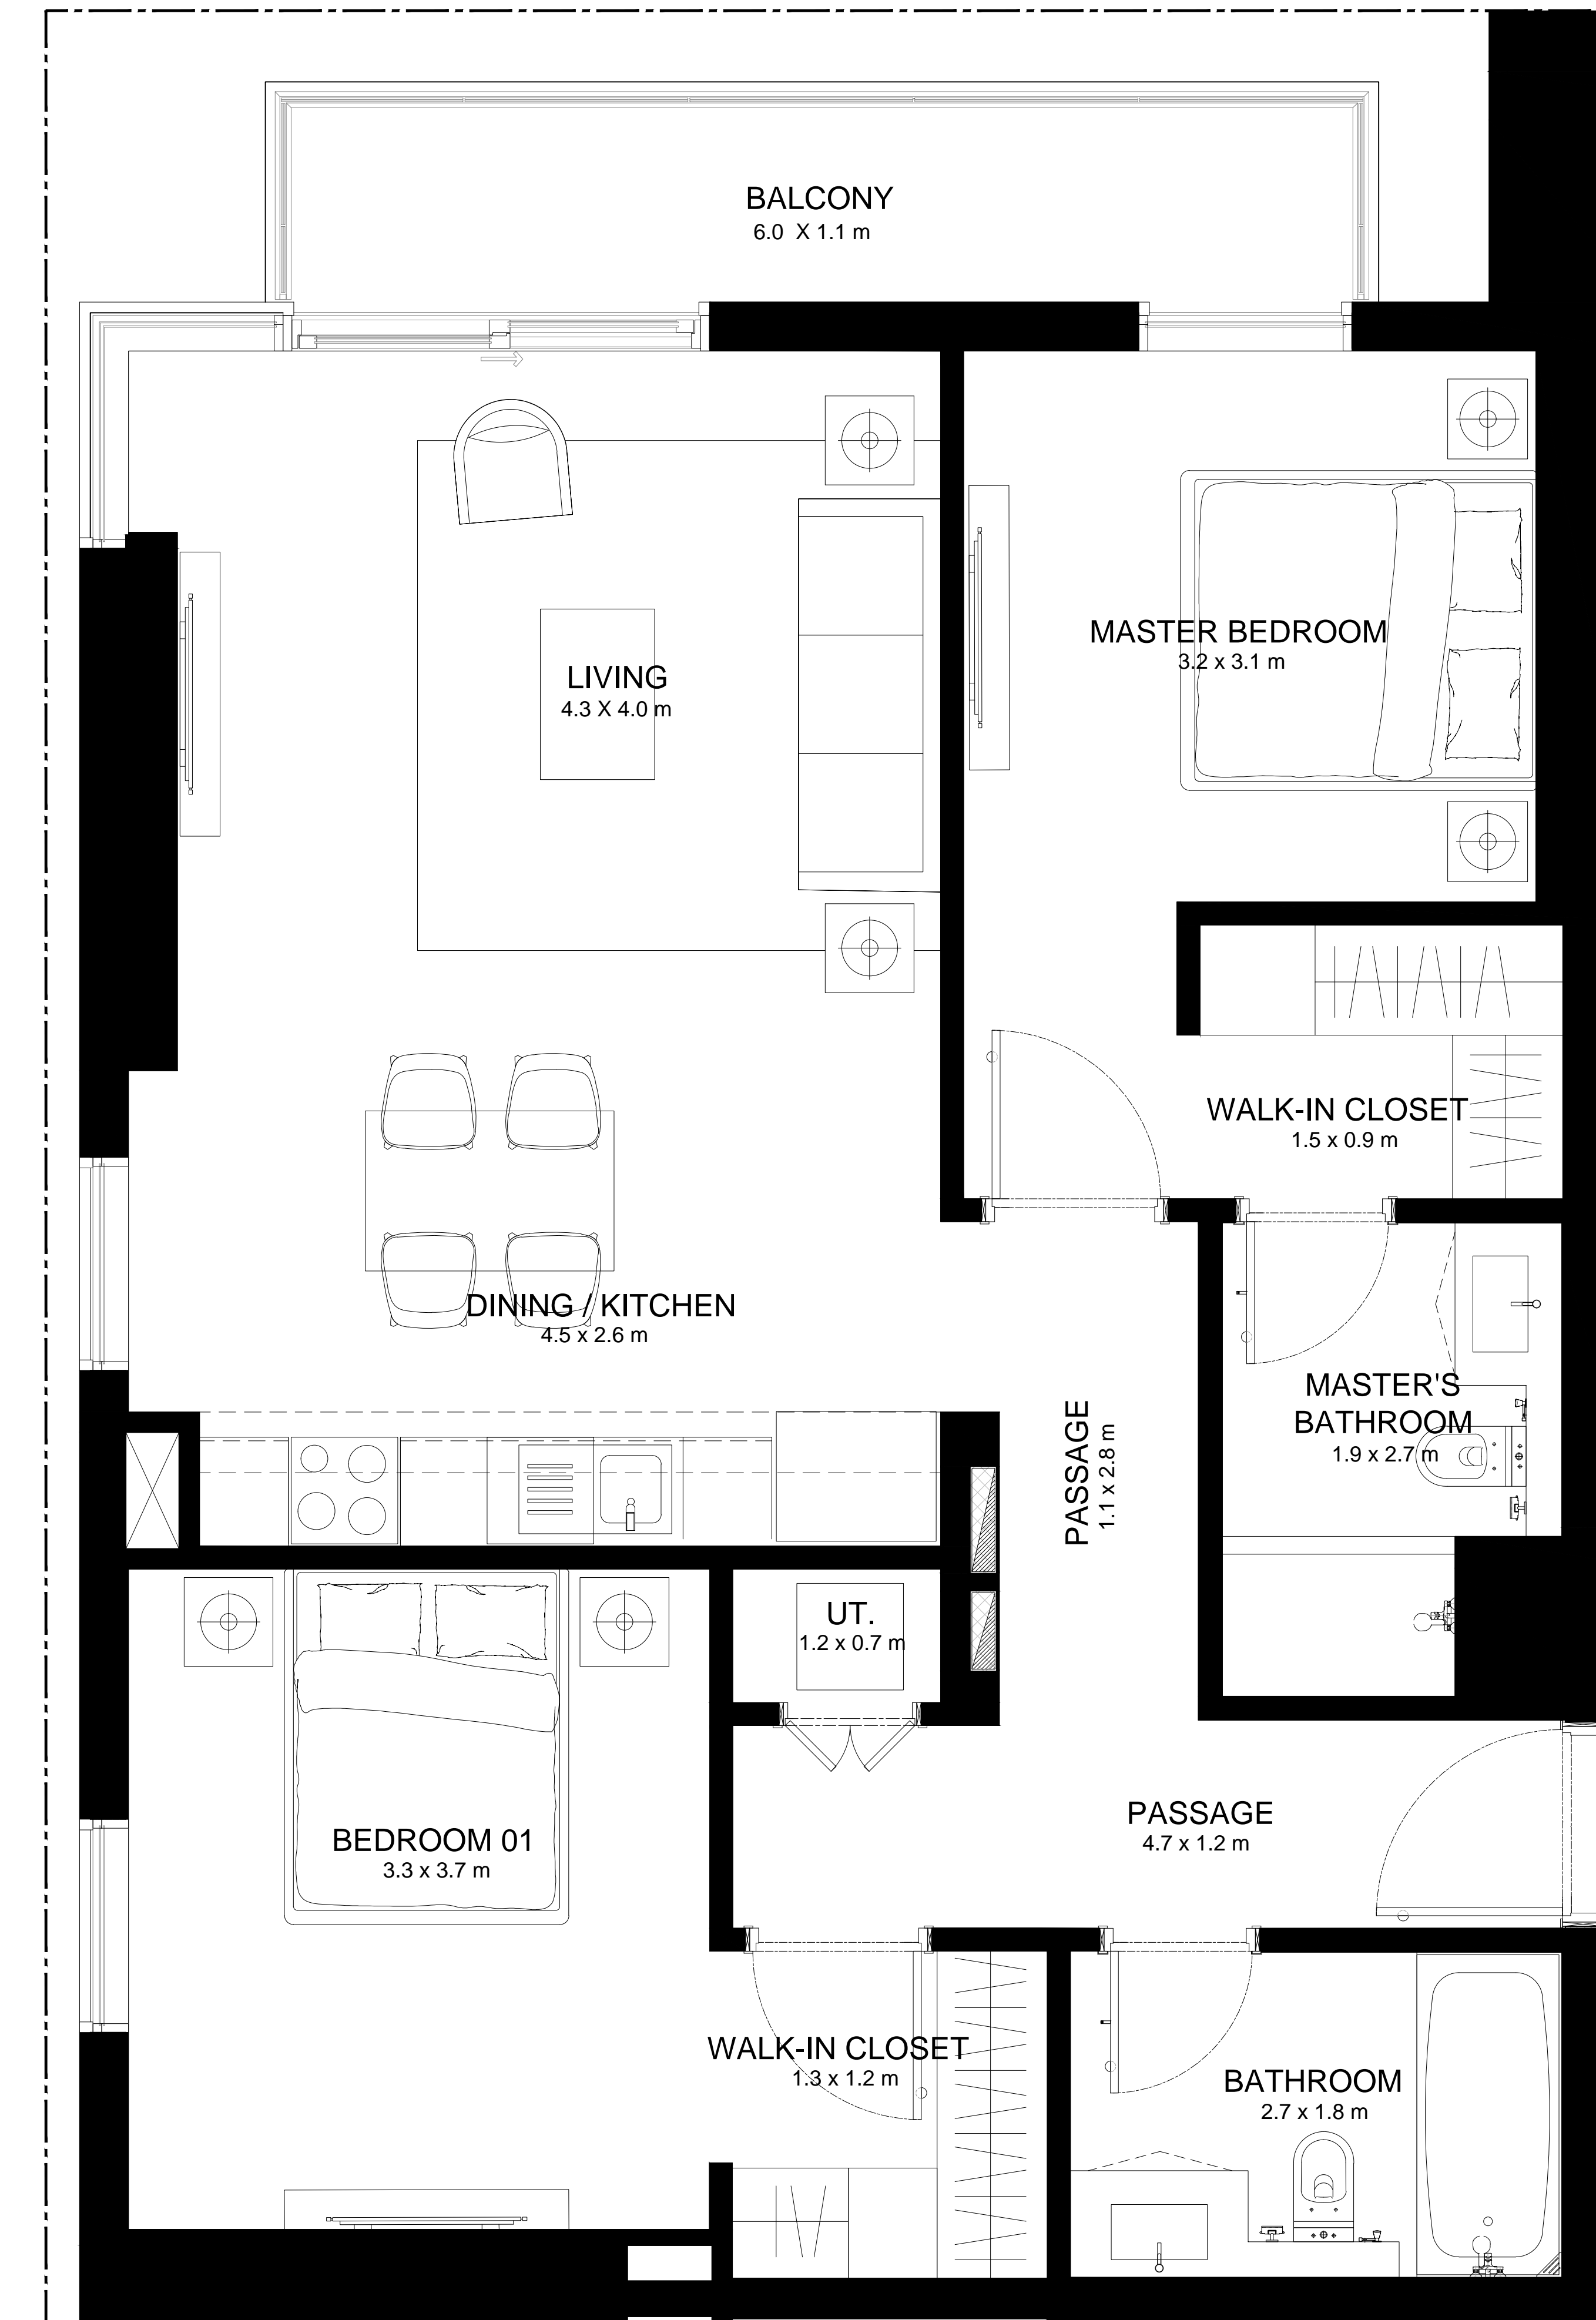 BALCONY
6.0 X 1.1 m
LIVING
4.3 X 4.0 m
MASTER BEDROOM
3.2 x 3.1 m
WALK-IN CLOSET
1.5 x 0.9 m
DINING / KITCHEN
4.5 x 2.6 m
MASTER'S
BATHROOM
1.9 x 2.7 m
PASSAGE
1.1 x 2.8 m
UT.
1.2 x 0.7 m
PASSAGE
4.7 x 1.2 m
BEDROOM 01
3.3 x 3.7 m
WALK-IN CLOSET
1.3 x 1.2 m
BATHROOM
2.7 x 1.8 m